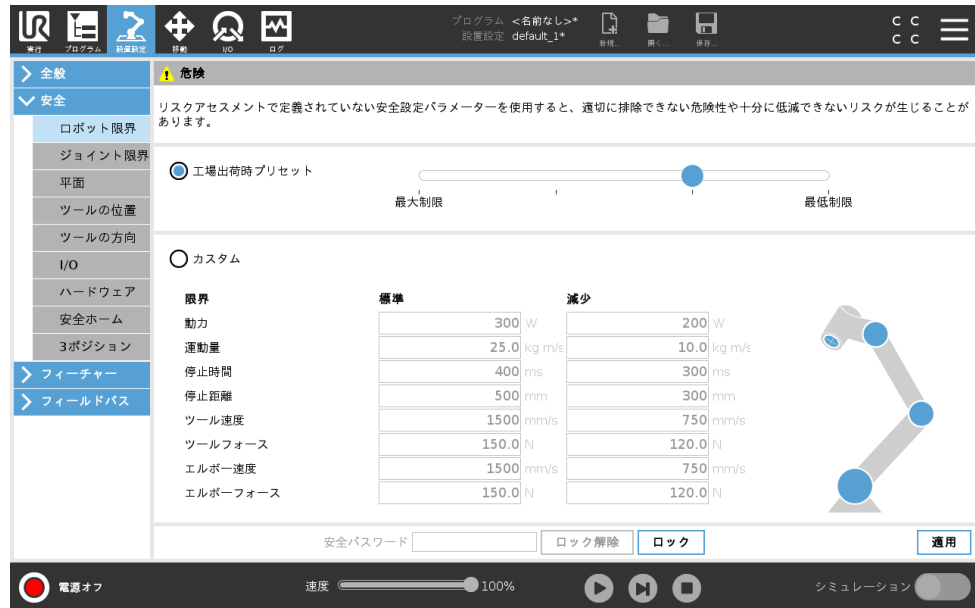 UR
プログラム <名前なし>*
設置設定 default_1*
実行 プログラム 設置設定 移動 I/O ログ 新規... 開く... 保存...
C C
C C
全般
安全
ロボット限界
ジョイント限界
平面
ツールの位置
ツールの方向
I/O
ハードウェア
安全ホーム
3ポジション
フィーチャー
フィールドバス
危険
リスクアセスメントで定義されていない安全設定パラメーターを使用すると、適切に排除できない危険性や十分に低減できないリスクが生じることが
あります。
工場出荷時プリセット
最大制限 最低制限
カスタム
限界 標準 減少
動力 300 W 200 W
運動量 25.0 kg m/s 10.0 kg m/s
停止時間 400 ms 300 ms
停止距離 500 mm 300 mm
ツール速度 1500 mm/s 750 mm/s
ツールフォース 150.0 N 120.0 N
エルボー速度 1500 mm/s 750 mm/s
エルボーフォース 150.0 N 120.0 N
安全パスワード ロック解除 ロック 適用
電源オフ 速度 100% シミュレーション